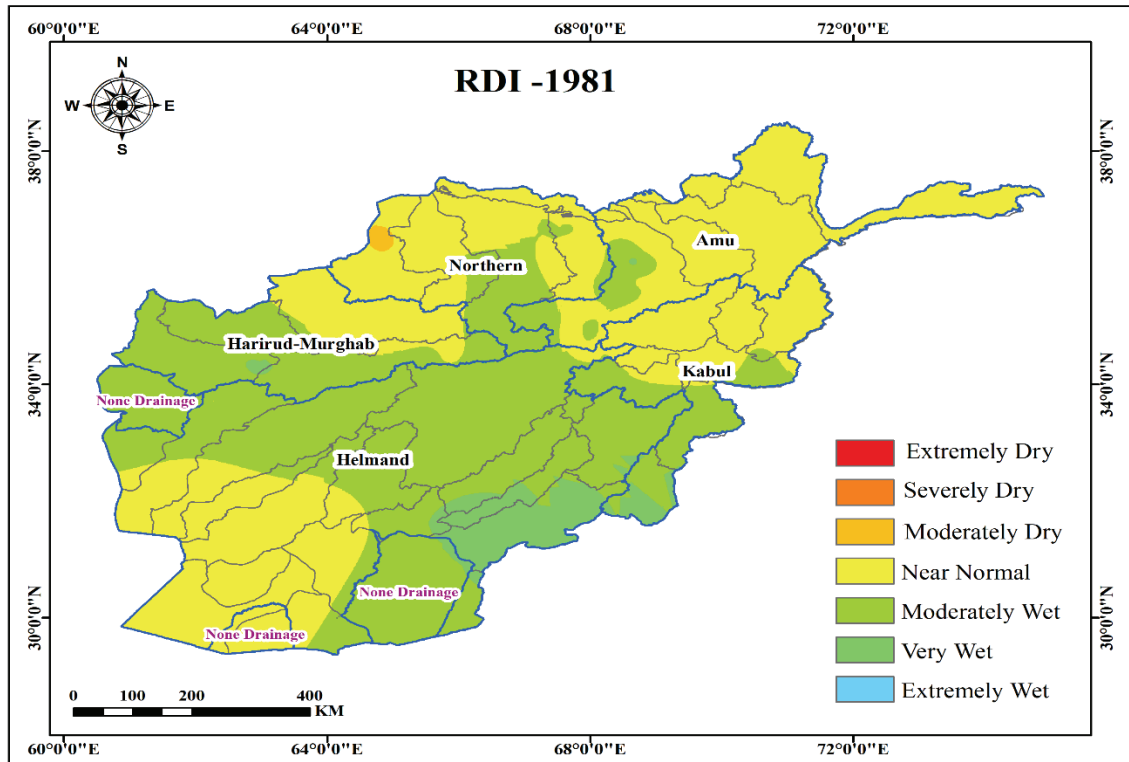 60°0'0"E 64°0'0"E 68°0'0"E 72°0'0"E
RDI -1981
N
W E
S
38°0'0"N 38°0'0"N
Amu
Northern
Harirud-Murghab
Kabul
34°0'0"N 34°0'0"N
None Drainage
Helmand
Extremely Dry
Severely Dry
Moderately Dry
Near Normal
None Drainage
Moderately Wet
30°0'0"N 30°0'0"N
None Drainage
Very Wet
Extremely Wet
0 100 200 400
KM
60°0'0"E 64°0'0"E 68°0'0"E 72°0'0"E